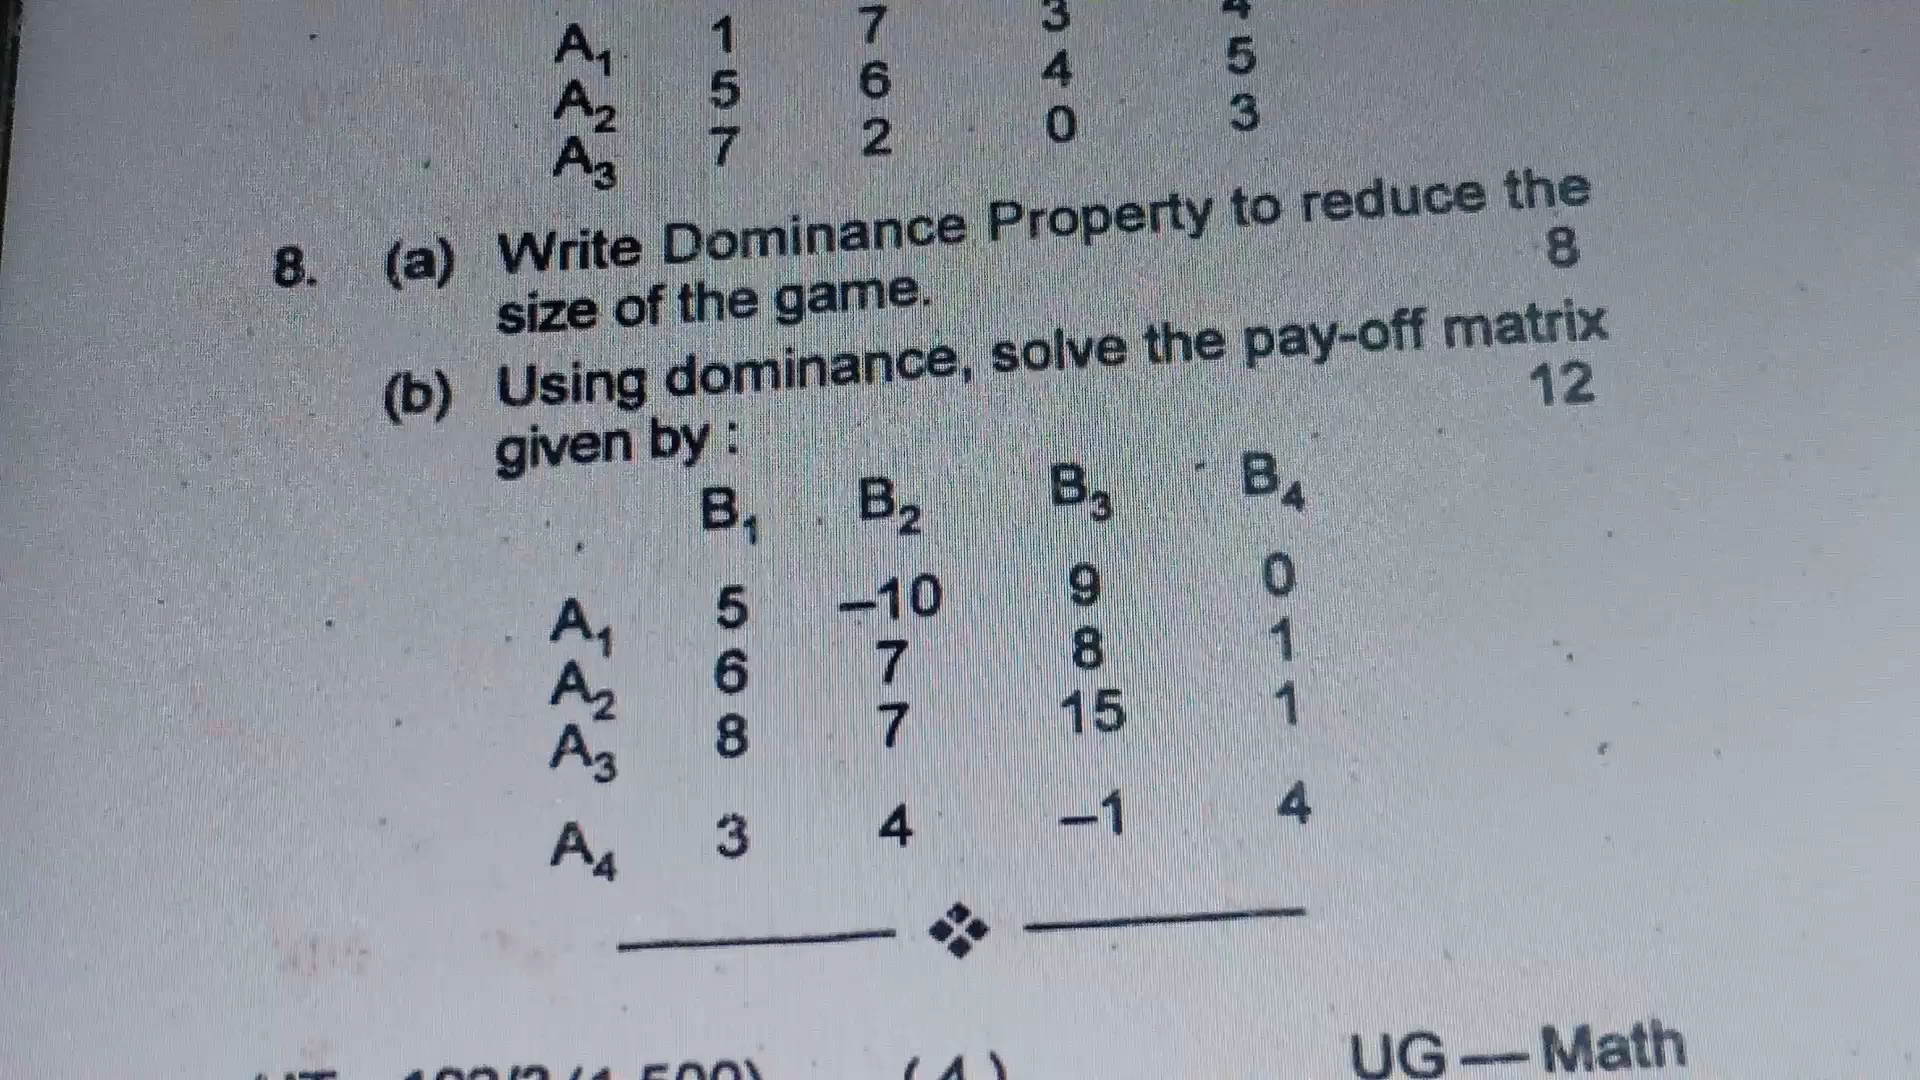 3 4
A1 1 7 4 5
A2 5 6 0 3
A3 7 2
8. (a) Write Dominance Property to reduce the
size of the game. 8
(b) Using dominance, solve the pay-off matrix
given by : 12
B1 B2 B3 B4
A1 5 –10 9 0
A2 6 7 8 1
A3 8 7 15 1
A4 3 4 –1 4
UG — Math